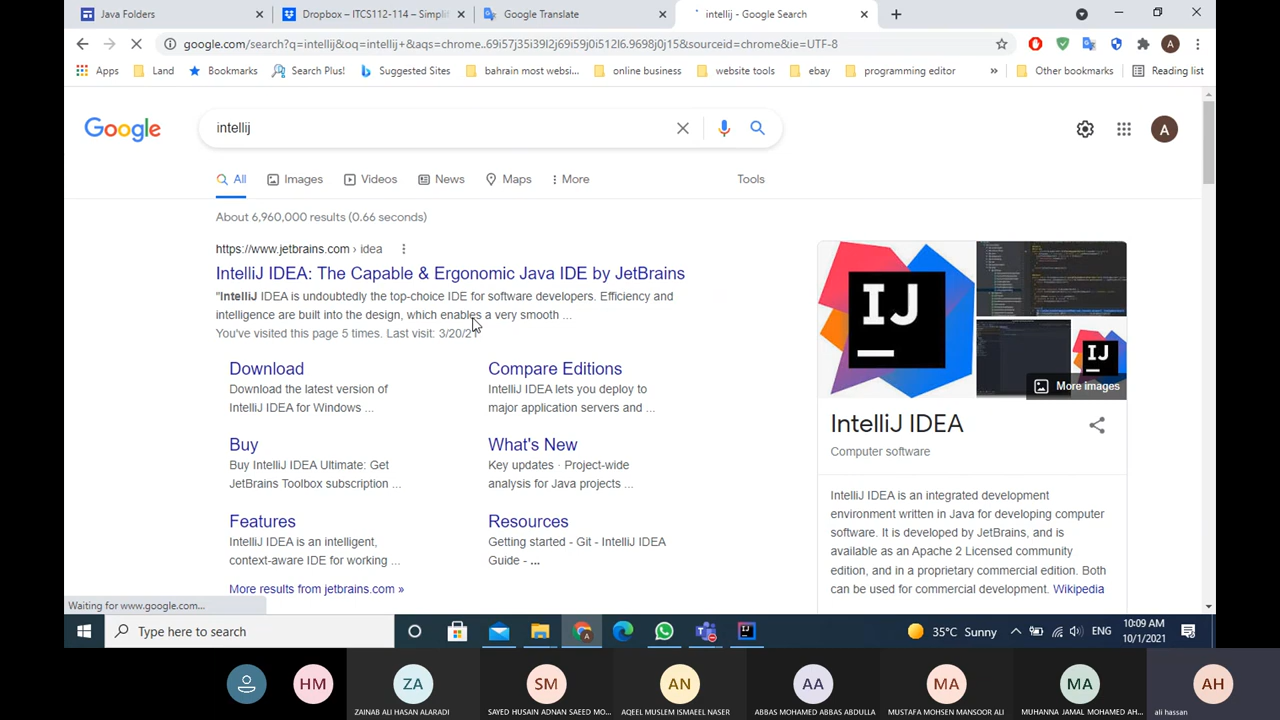 Java Folders
Dropbox – ITCS112-114 – Simplif
Google Translate
intellij - Google Search
google.com/search?q=intellij&oq=intellij+&aqs=chrome..69i57j35i39l2j69i59j0i512l6.9698j0j15&sourceid=chrome&ie=UTF-8
A
Apps
Land
Bookmarks
Search Plus!
Suggested Sites
bahrain most websi...
online business
website tools
ebay
programming editor
»
Other bookmarks
Reading list
Google
intellij
A
All
Images
Videos
News
Maps
More
Tools
About 6,960,000 results (0.66 seconds)
https://www.jetbrains.com › idea
IntelliJ IDEA: The Capable & Ergonomic Java IDE by JetBrains
"IntelliJ IDEA is undoubtedly the top-choice IDE for software developers. Efficiency and
intelligence are built into the design, which enables a very smooth ...
You've visited this page 5 times. Last visit: 3/20/21
Download
Download the latest version of
IntelliJ IDEA for Windows ...
Compare Editions
IntelliJ IDEA lets you deploy to
major application servers and ...
Buy
Buy IntelliJ IDEA Ultimate: Get
JetBrains Toolbox subscription ...
What's New
Key updates · Project-wide
analysis for Java projects ...
Features
IntelliJ IDEA is an intelligent,
context-aware IDE for working ...
Resources
Getting started - Git - IntelliJ IDEA
Guide - ...
More results from jetbrains.com »
IJ
IJ
More images
IntelliJ IDEA
Computer software
IntelliJ IDEA is an integrated development
environment written in Java for developing computer
software. It is developed by JetBrains, and is
available as an Apache 2 Licensed community
edition, and in a proprietary commercial edition. Both
can be used for commercial development. Wikipedia
Waiting for www.google.com...
Type here to search
IJ
35°C Sunny
ENG
10:09 AM
10/1/2021
HM
ZA
SM
AN
AA
MA
MA
AH
ZAINAB ALI HASAN ALARADI
SAYED HUSAIN ADNAN SAEED MO...
AQEEL MUSLEM ISMAEEL NASER
ABBAS MOHAMED ABBAS ABDULLA
MUSTAFA MOHSEN MANSOOR ALI
MUHANNA JAMAL MOHAMED AH...
ali hassan